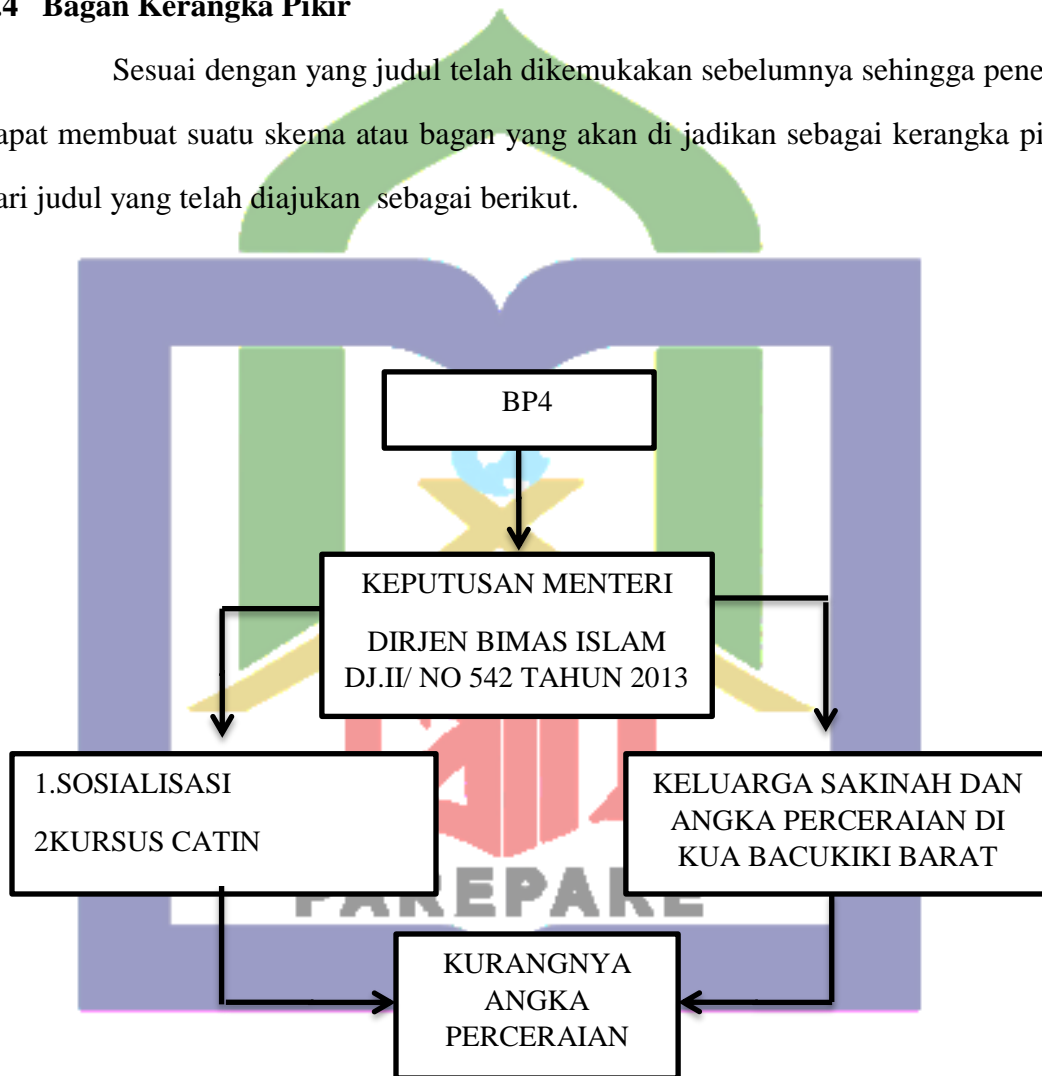 .4 Bagan Kerangka Pikir
Sesuai dengan yang judul telah dikemukakan sebelumnya sehingga pene
apat membuat suatu skema atau bagan yang akan di jadikan sebagai kerangka pi
ari judul yang telah diajukan sebagai berikut.
BP4
KEPUTUSAN MENTERI
DIRJEN BIMAS ISLAM
DJ.II/ NO 542 TAHUN 2013
1.SOSIALISASI
2KURSUS CATIN
KELUARGA SAKINAH DAN
ANGKA PERCERAIAN DI
KUA BACUKIKI BARAT
PAREPARE
KURANGNYA
ANGKA
PERCERAIAN